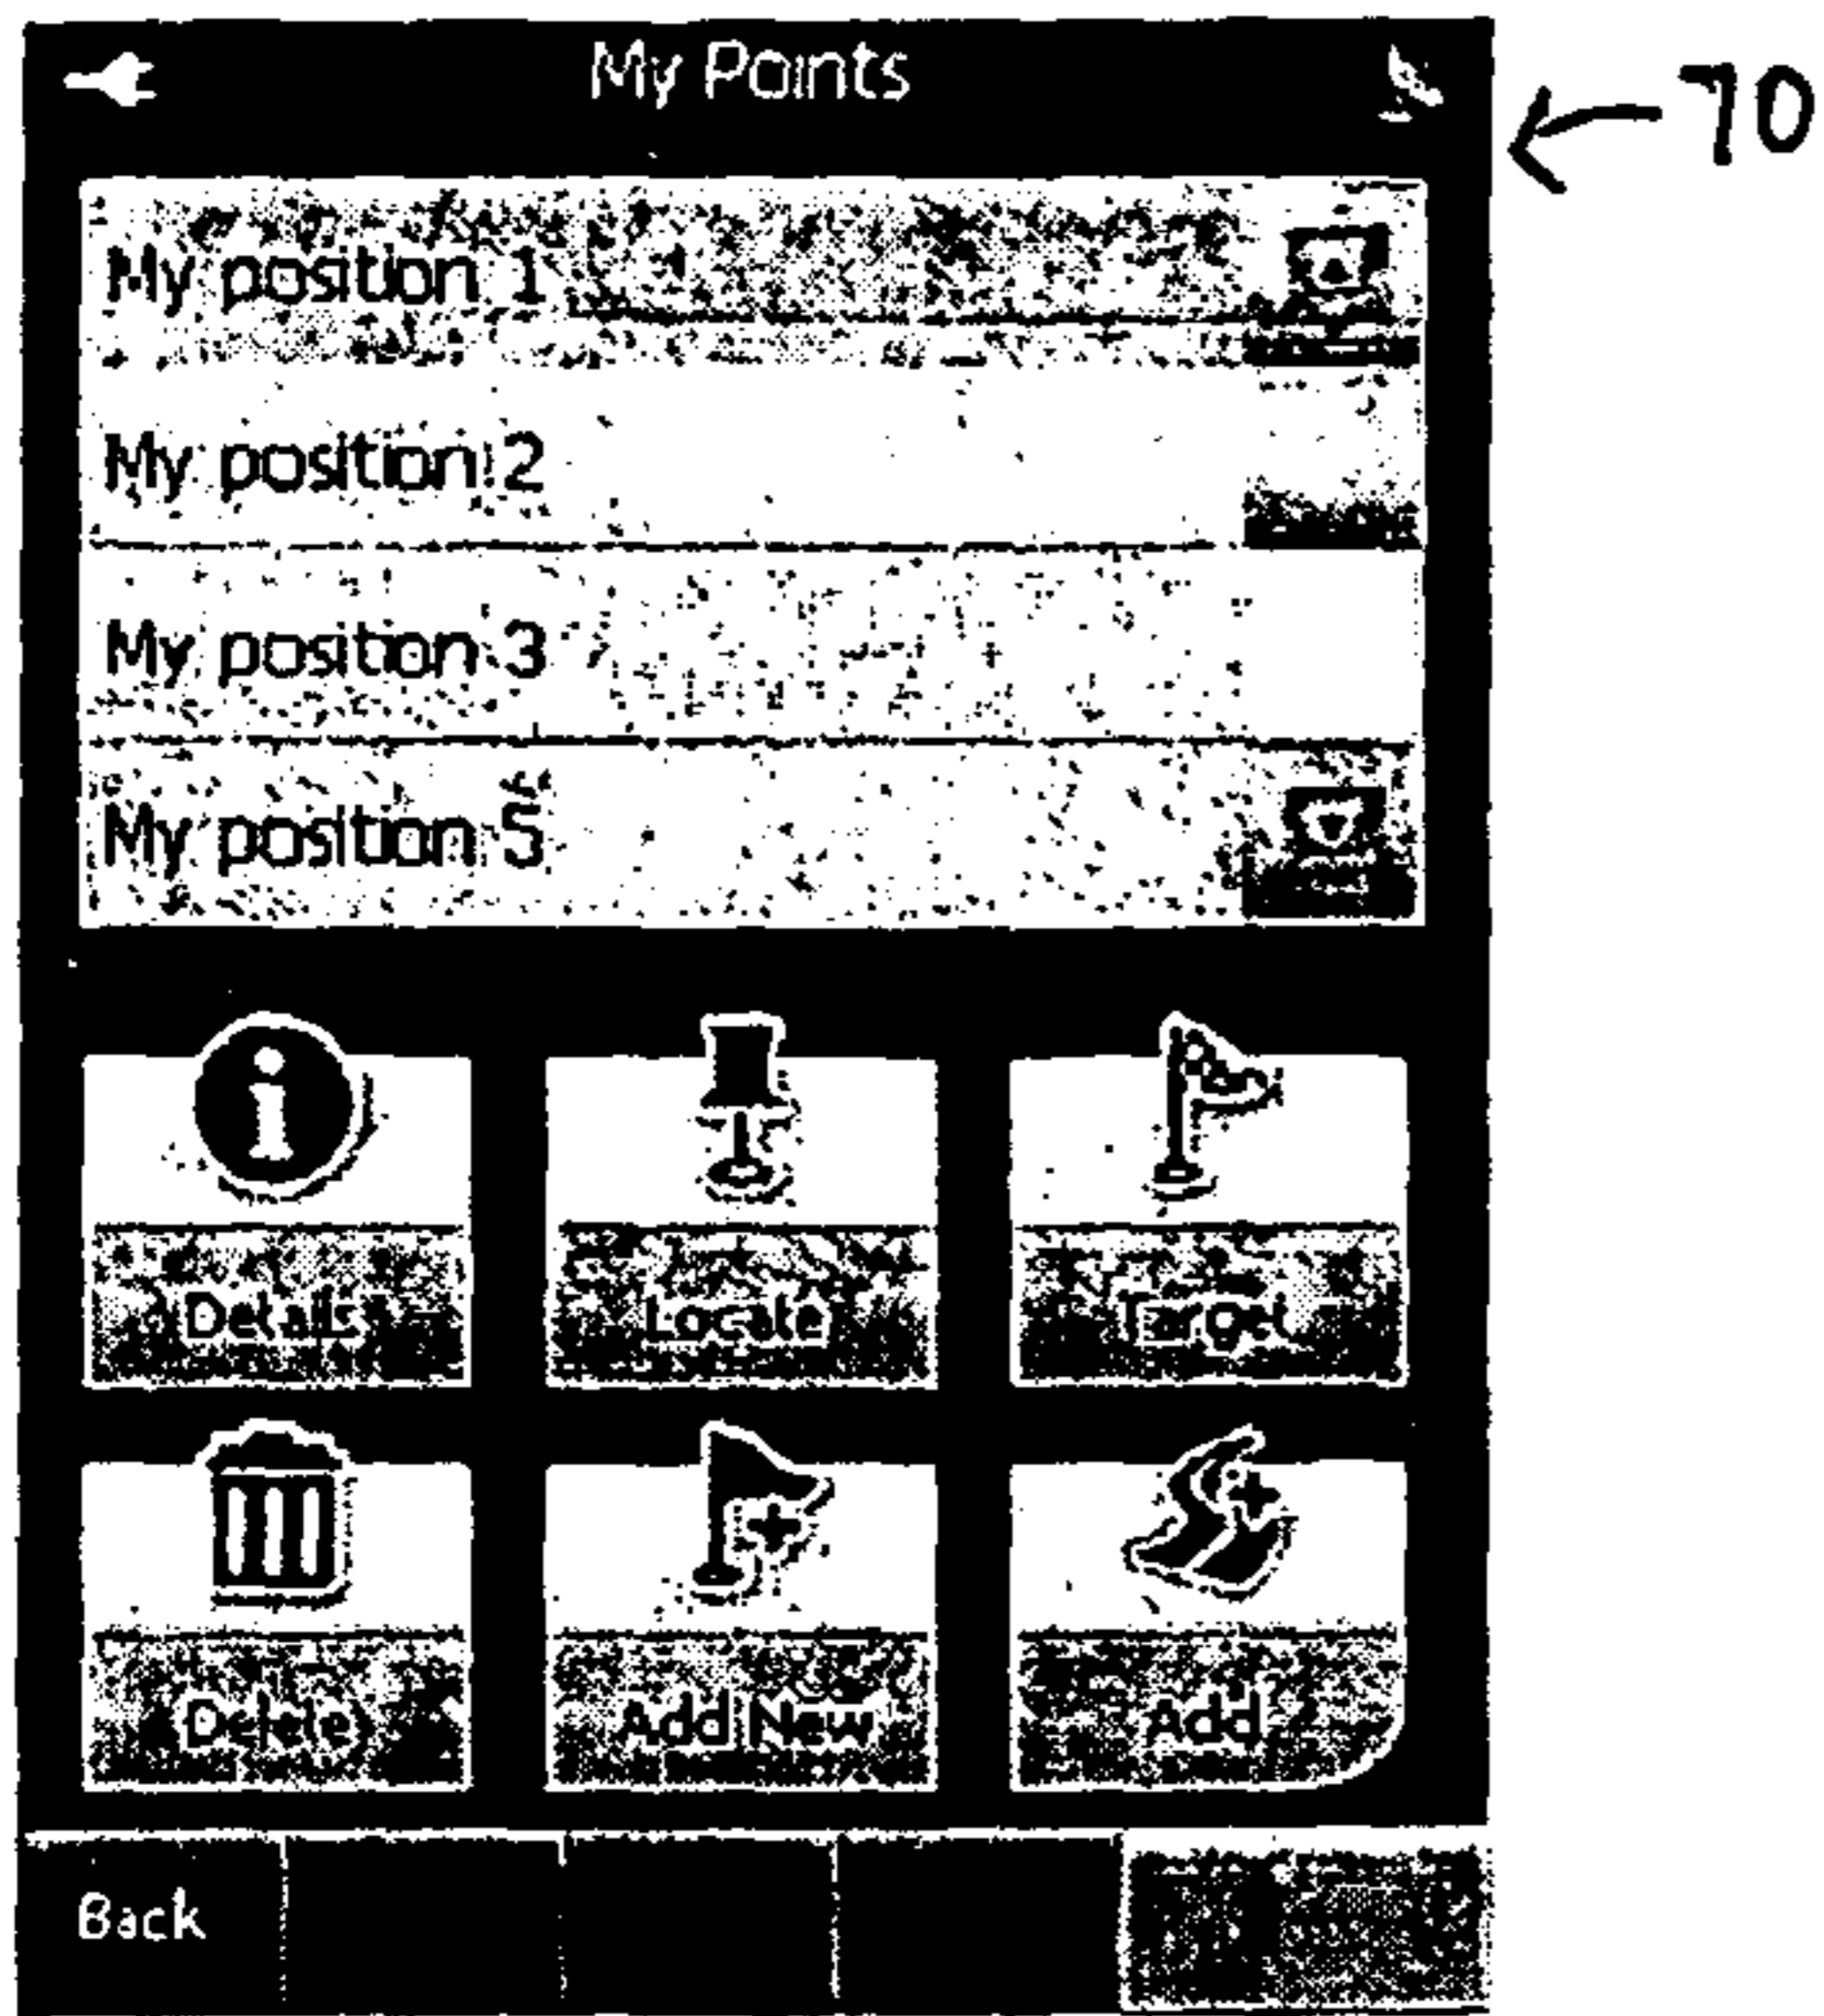 My Points
70
My position 1
My position 2
My position 3
My position 5
Details Locate Target
Delete Add New Add
Back